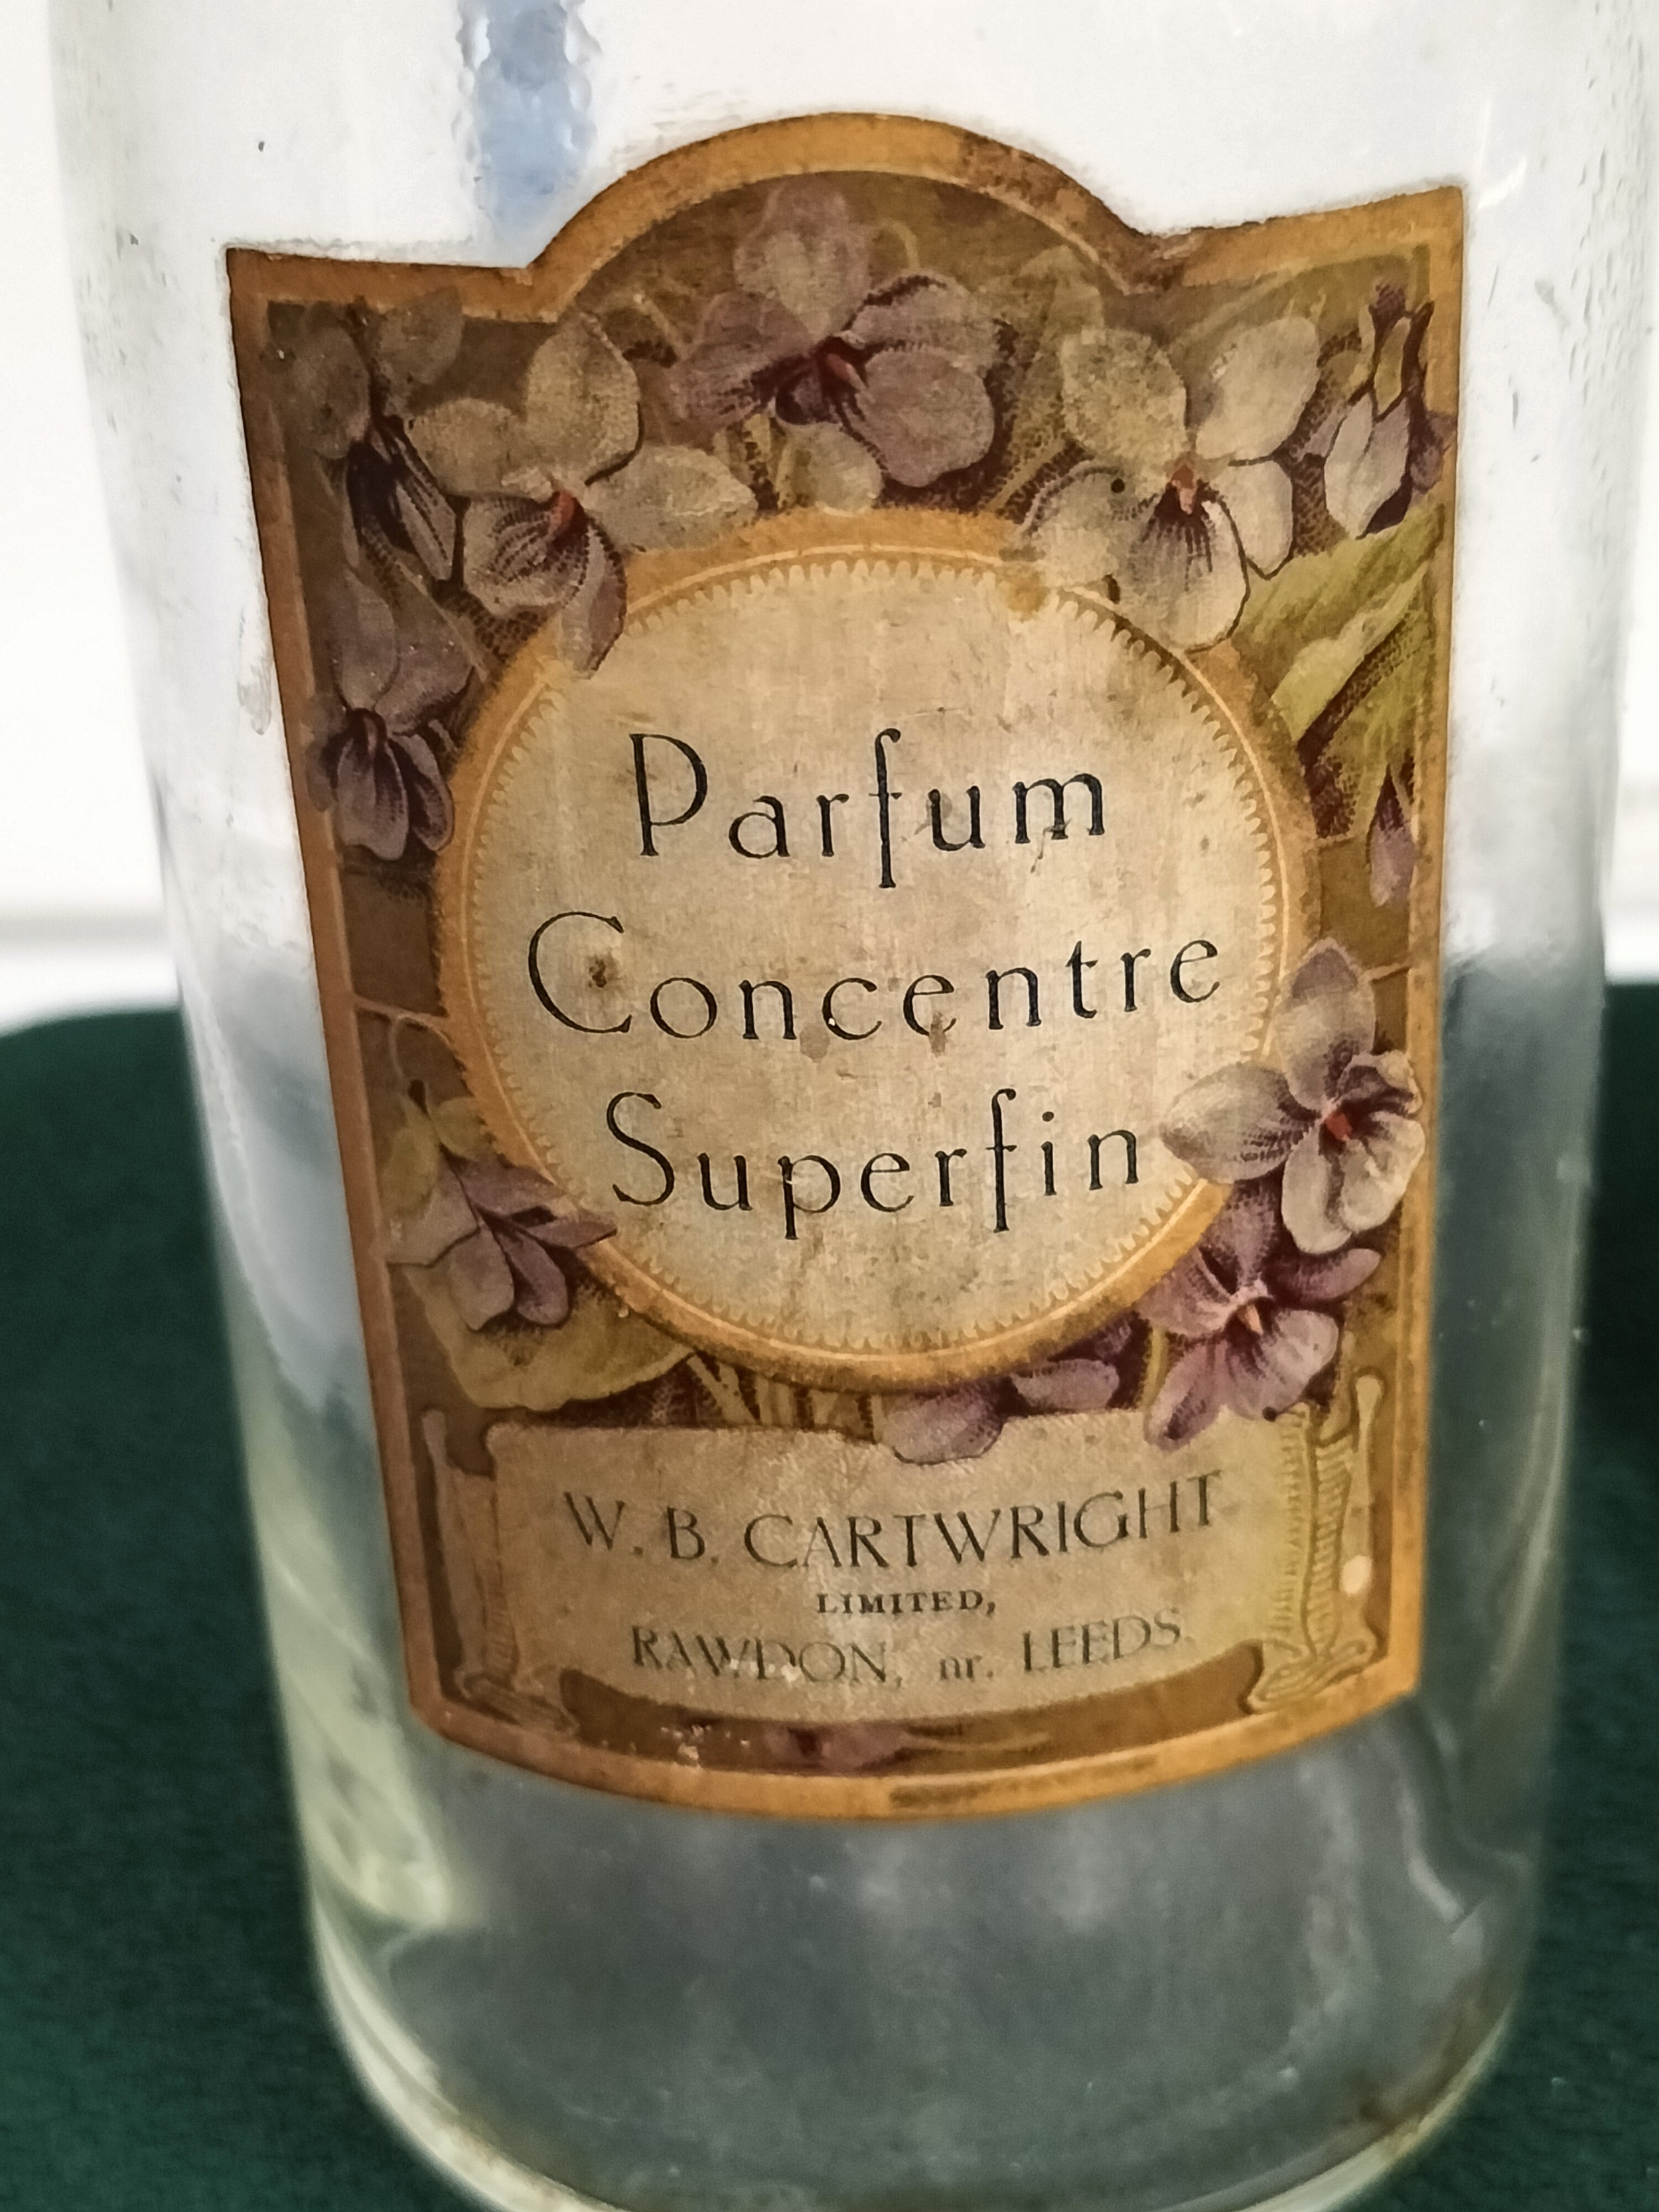 Parfum
Concentre
Superfin
W. B. CARTWRIGHT
LIMITED,
RAWDON, nr. LEEDS.